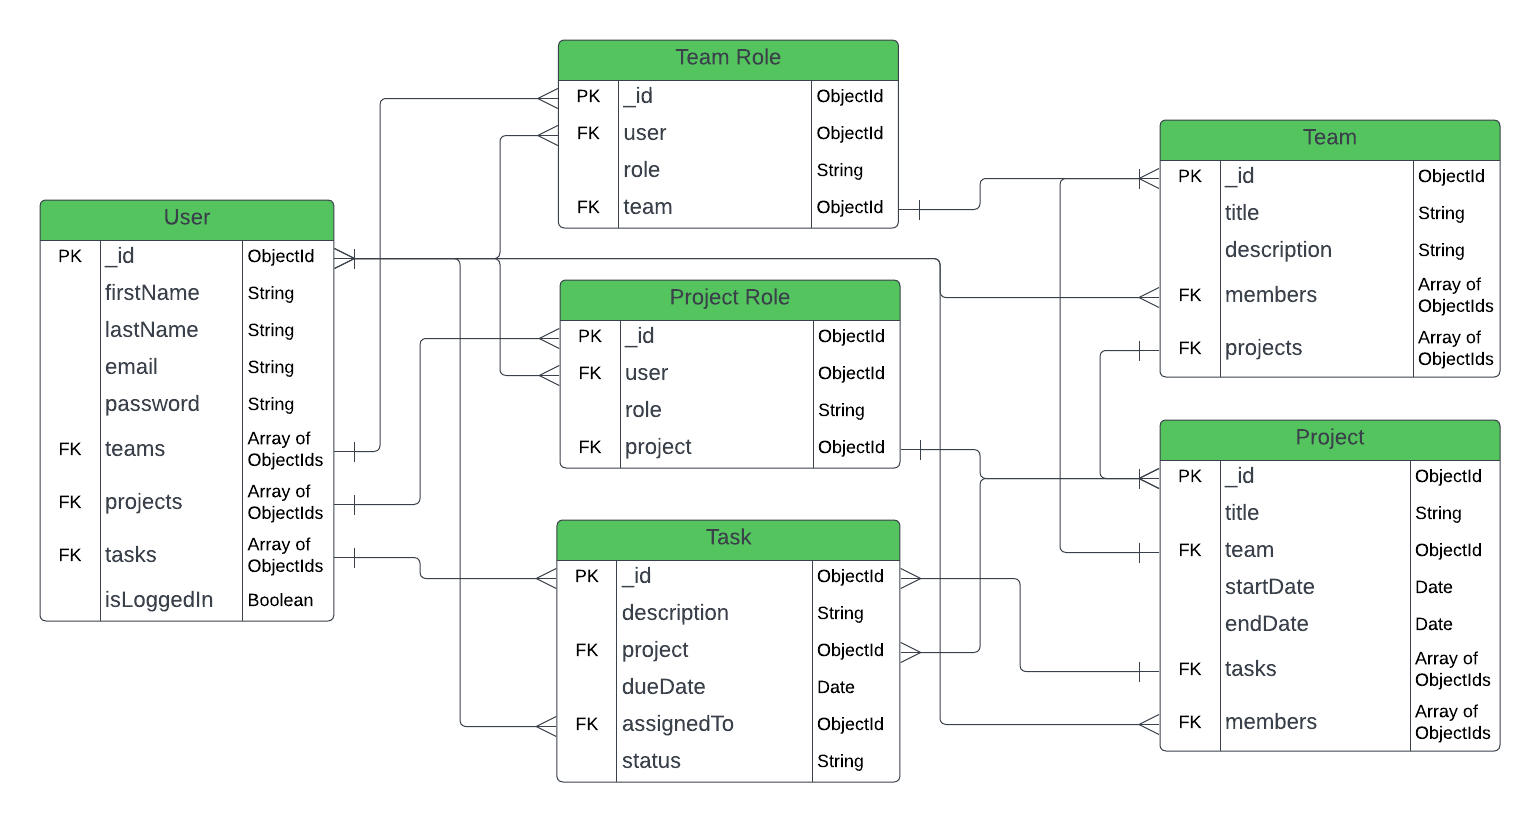 Team Role
PK _id ObjectId
FK user ObjectId
role String
FK team ObjectId
Team
PK _id ObjectId
title String
description String
FK members Array of
ObjectIds
FK projects Array of
ObjectIds
User
PK _id ObjectId
firstName String
lastName String
email String
password String
FK teams Array of
ObjectIds
FK projects Array of
ObjectIds
FK tasks Array of
ObjectIds
isLoggedIn Boolean
Project Role
PK _id ObjectId
FK user ObjectId
role String
FK project ObjectId
Project
PK _id ObjectId
title String
FK team ObjectId
startDate Date
endDate Date
FK tasks Array of
ObjectIds
FK members Array of
ObjectIds
Task
PK _id ObjectId
description String
FK project ObjectId
dueDate Date
FK assignedTo ObjectId
status String